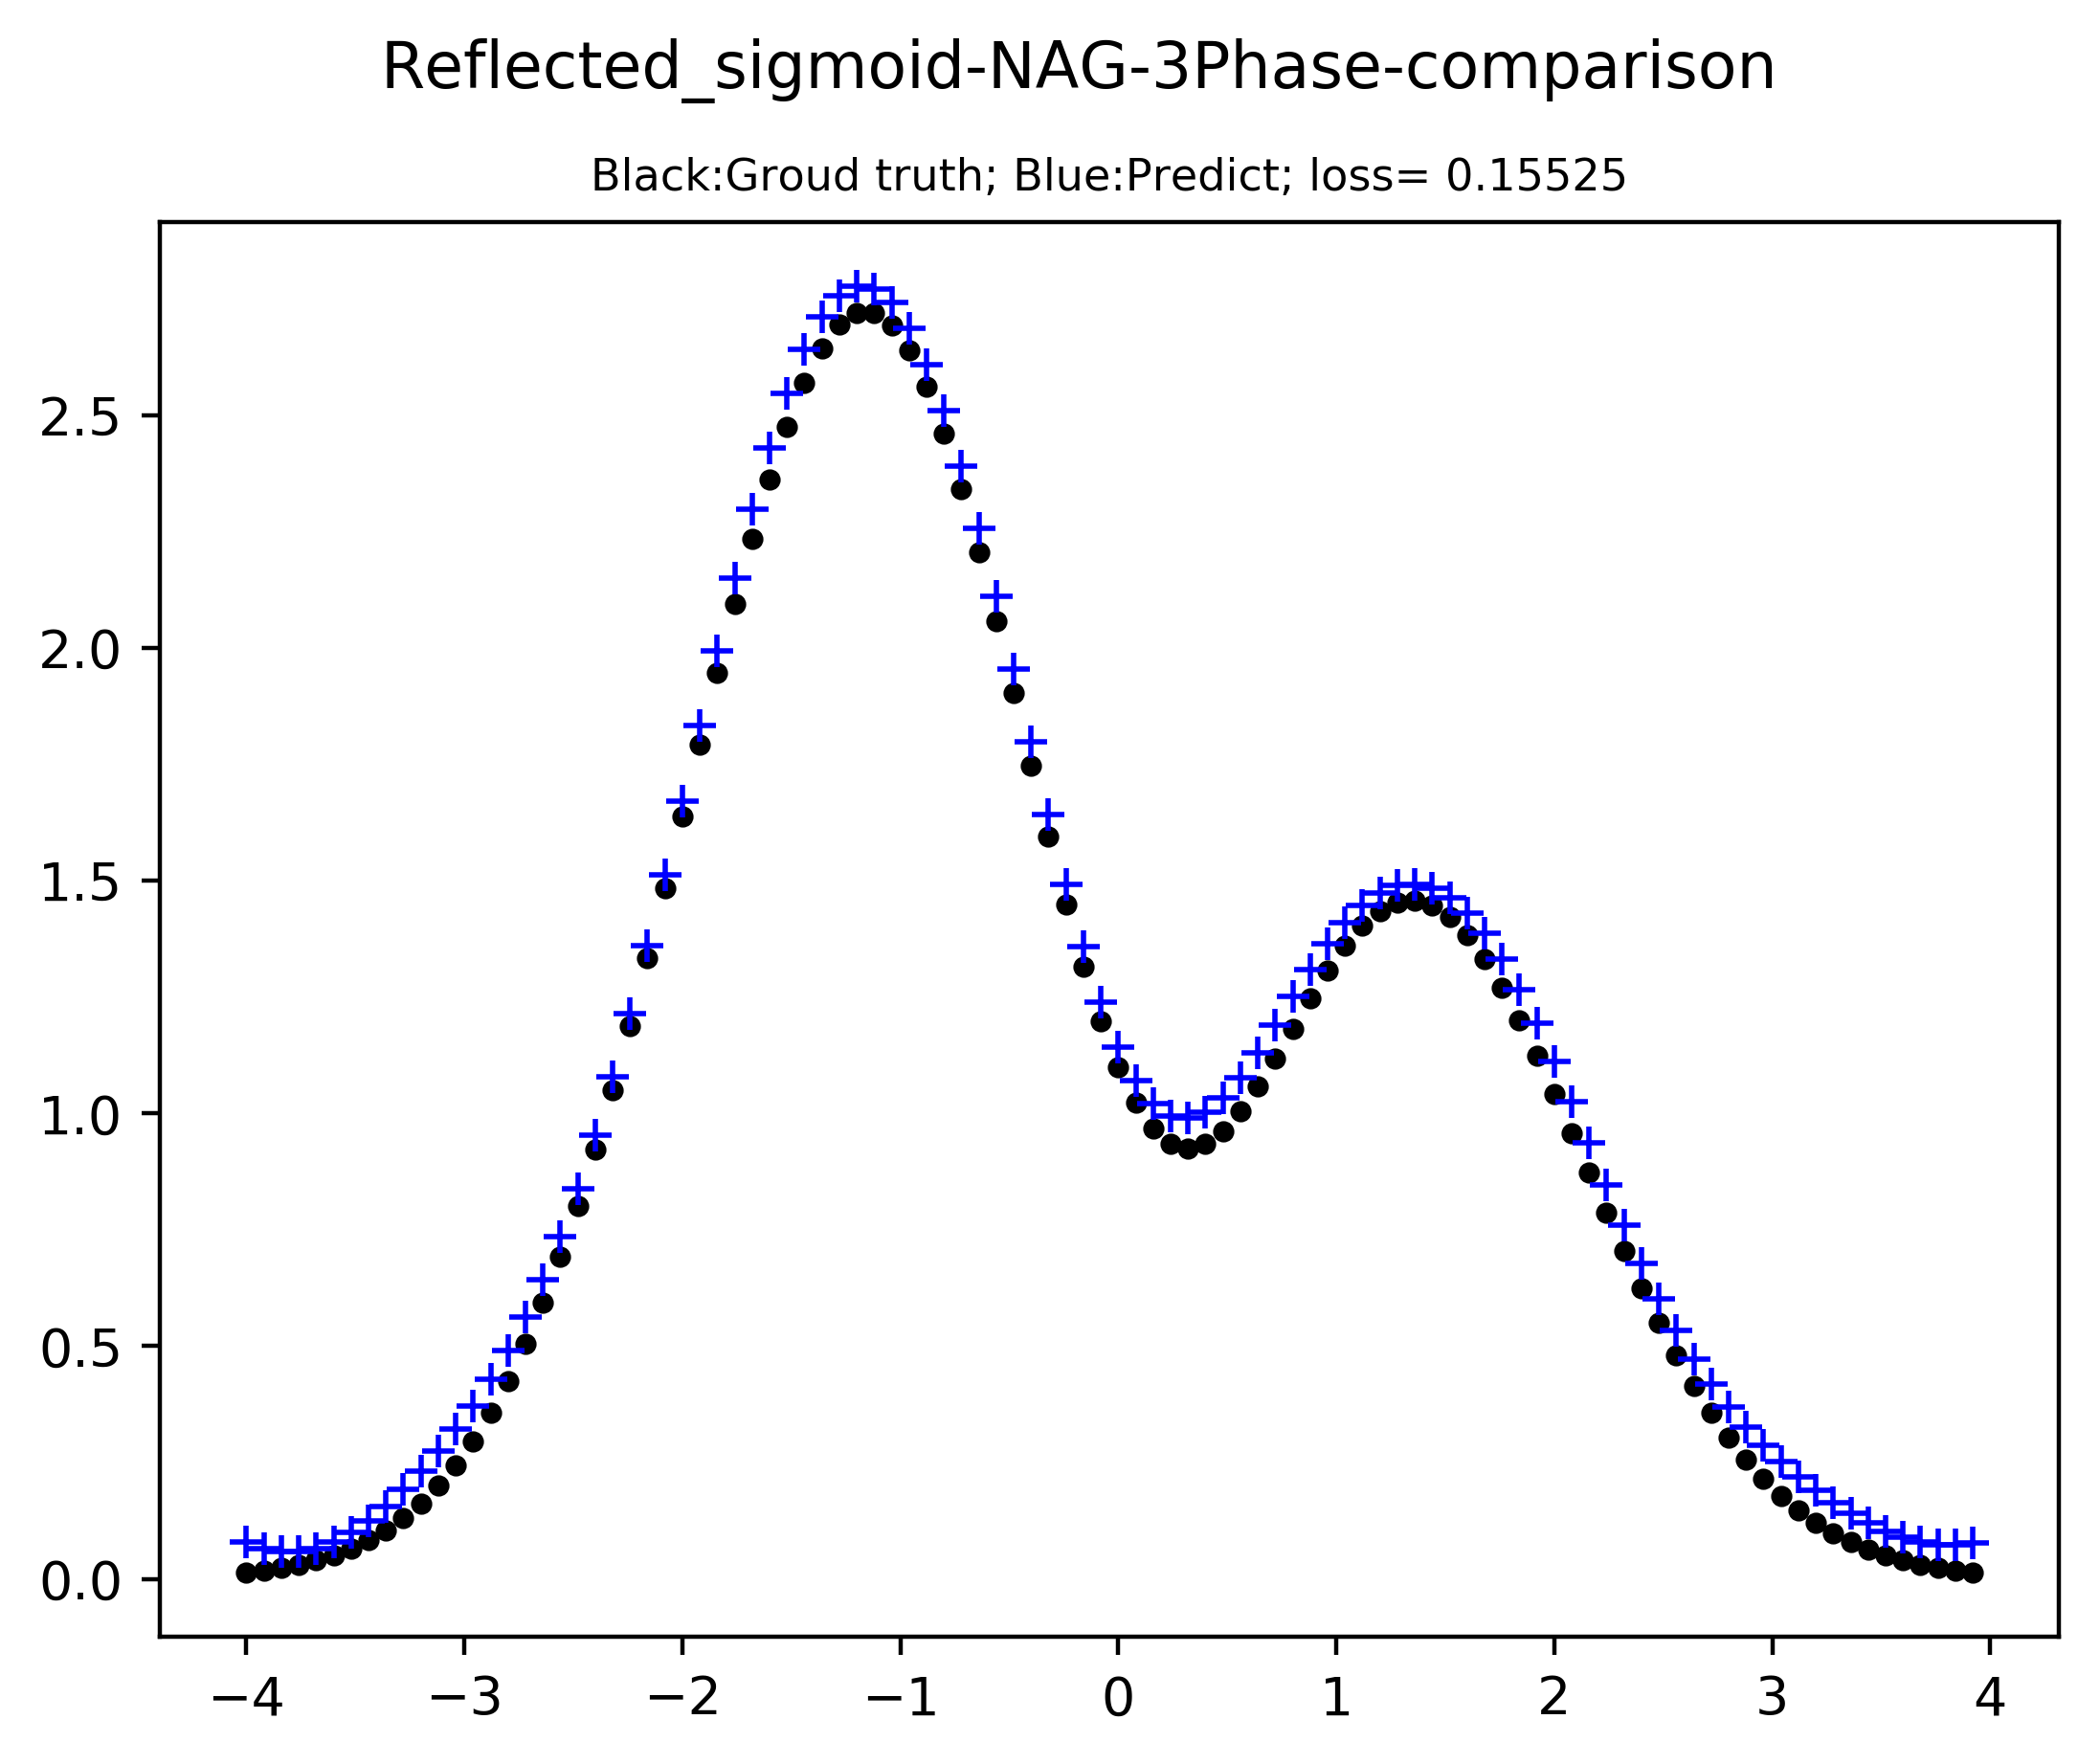 Reflected_sigmoid-NAG-3Phase-comparison
Black:Groud truth; Blue:Predict; loss= 0.15525
2.5
2.0
1.5
1.0
0.5
0.0
−4 −3 −2 −1 0 1 2 3 4